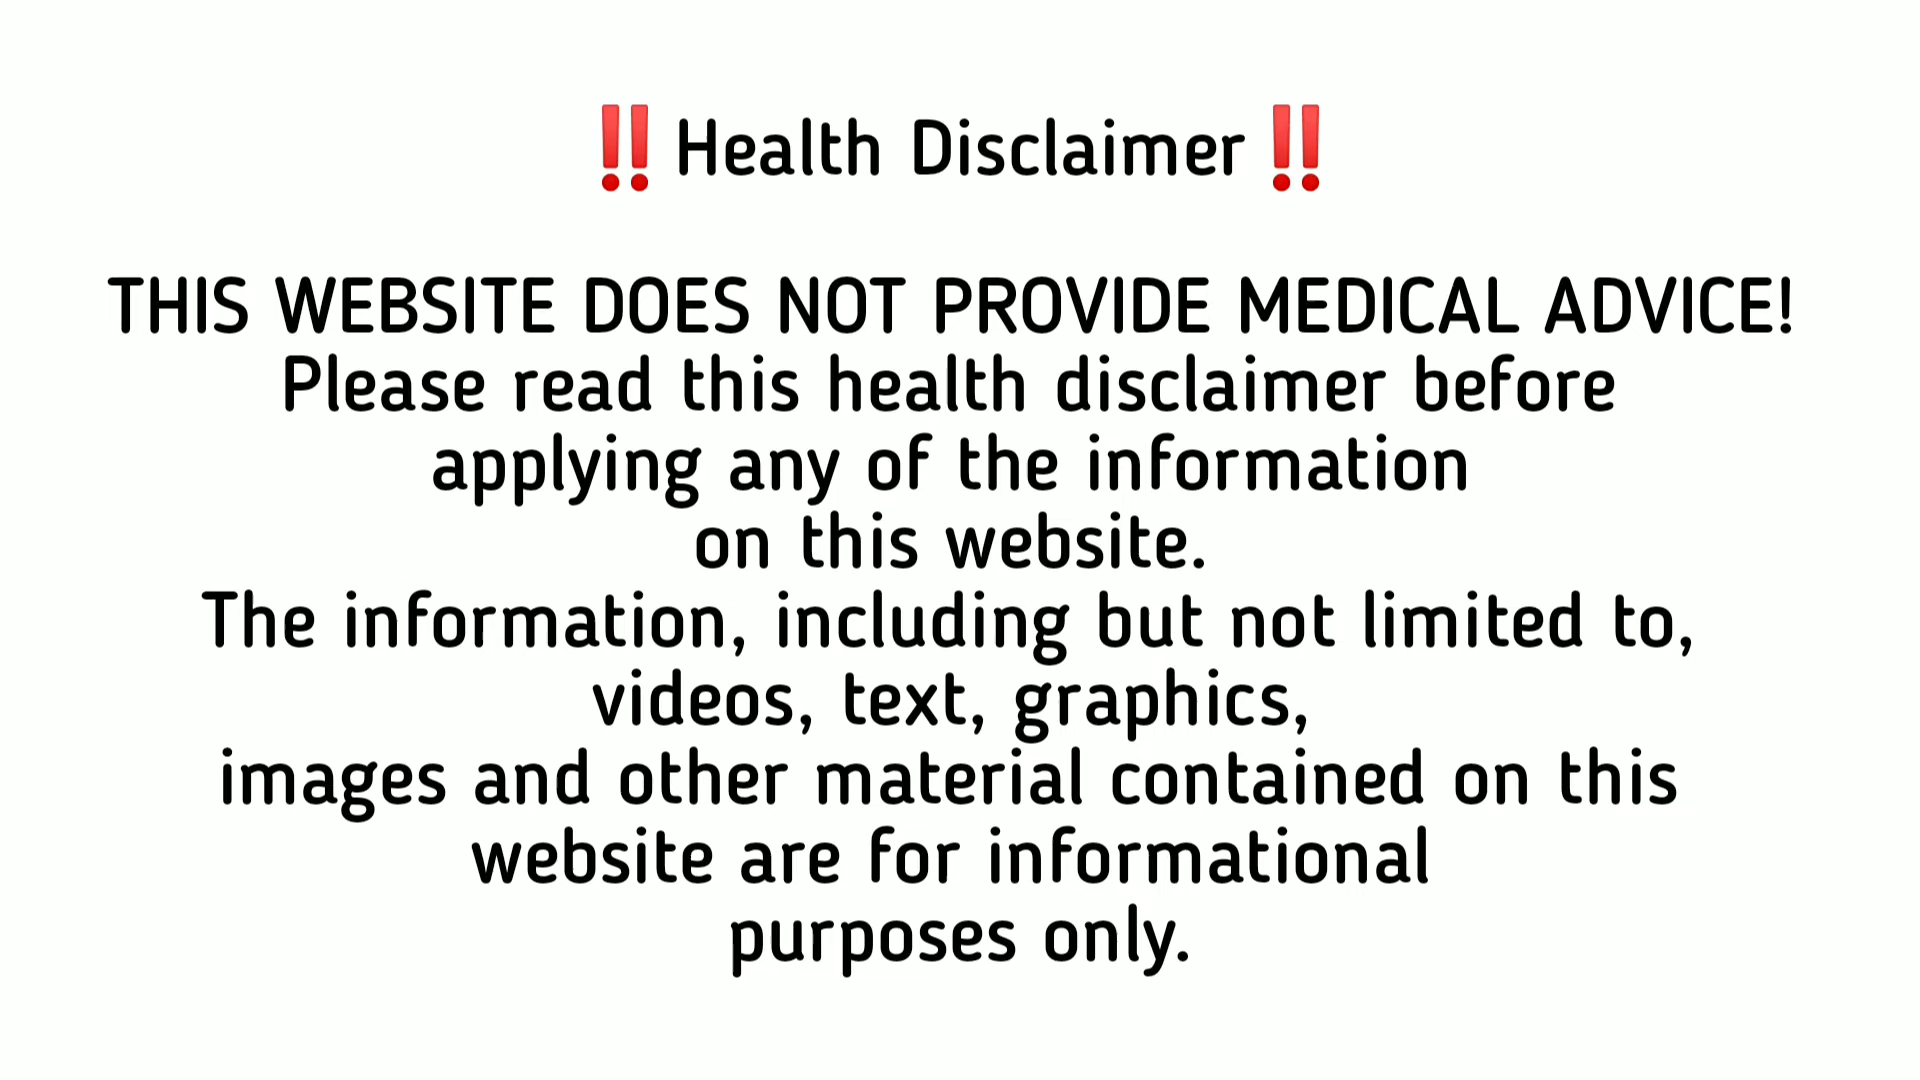 ‼Health Disclaimer‼
THIS WEBSITE DOES NOT PROVIDE MEDICAL ADVICE!
Please read this health disclaimer before
applying any of the information
on this website.
The information, including but not limited to,
videos, text, graphics,
images and other material contained on this
website are for informational
purposes only.